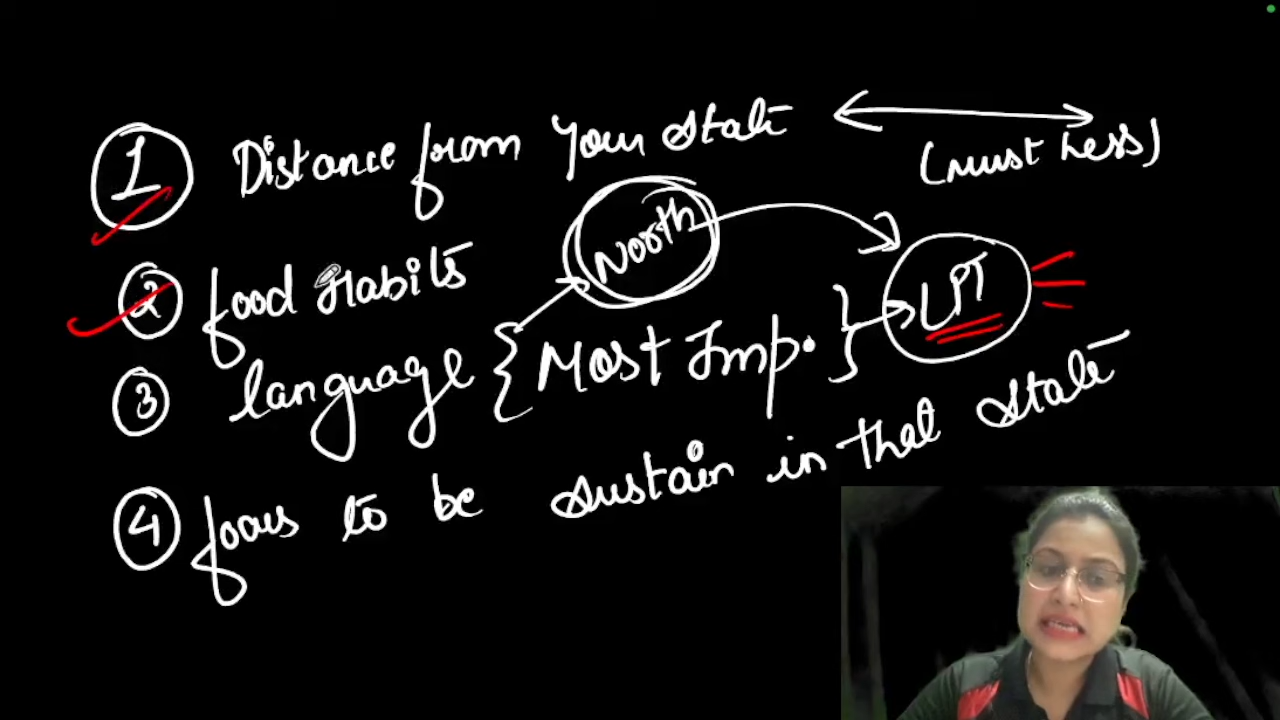 1 Distance from your State
(must Less)
North
2 food Habits
LPT
3 language { Most Imp. }
4 focus to be sustain in that State